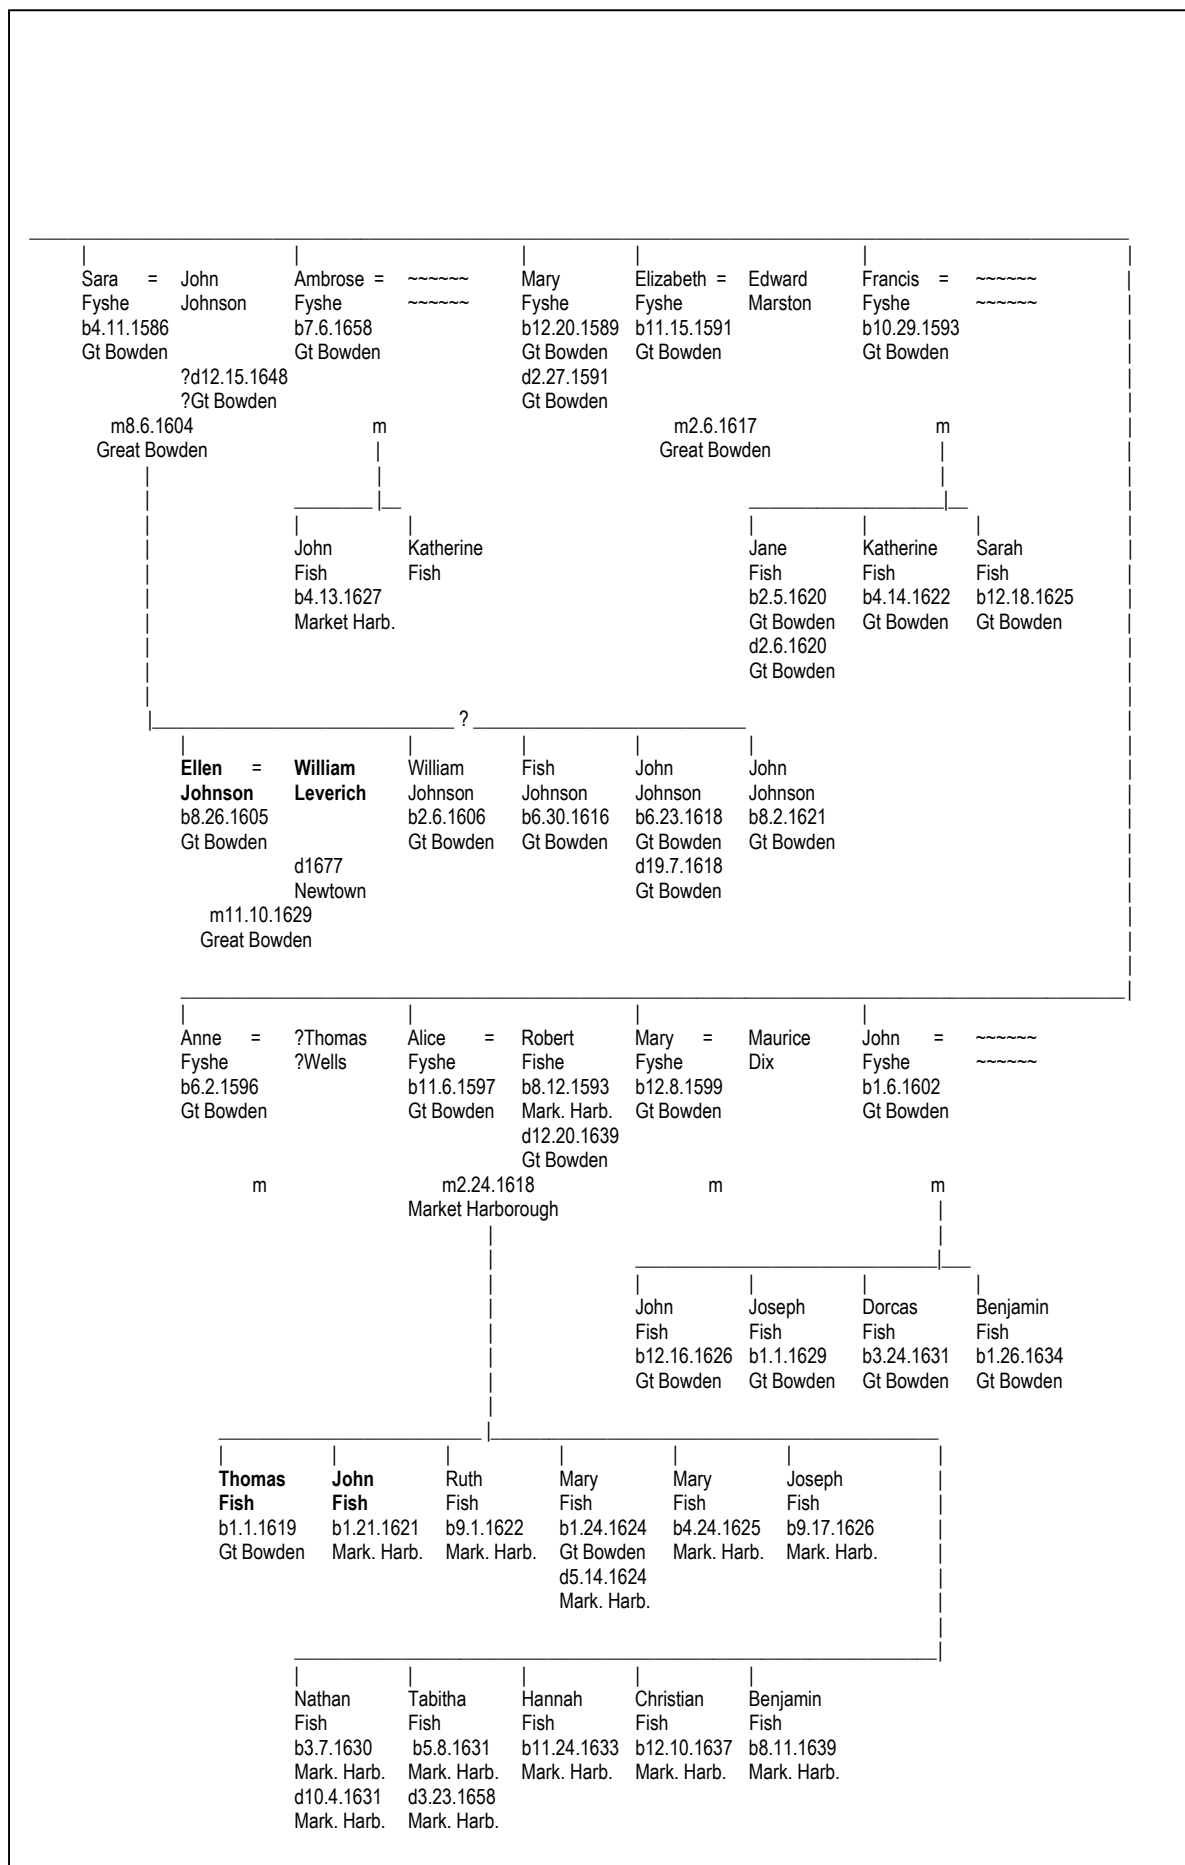 Sara = John Ambrose = ~~~~~~ Mary Elizabeth = Edward Francis = ~~~~~~
Fyshe Johnson Fyshe ~~~~~~ Fyshe Fyshe Marston Fyshe ~~~~~~
b4.11.1586 b7.6.1658 b12.20.1589 b11.15.1591 b10.29.1593
Gt Bowden Gt Bowden Gt Bowden Gt Bowden Gt Bowden
?d12.15.1648 d2.27.1591
?Gt Bowden Gt Bowden
m8.6.1604 m m2.6.1617 m
Great Bowden Great Bowden
John Katherine Jane Katherine Sarah
Fish Fish Fish Fish Fish
b4.13.1627 b2.5.1620 b4.14.1622 b12.18.1625
Market Harb. Gt Bowden Gt Bowden Gt Bowden
d2.6.1620
Gt Bowden
?
Ellen = William William Fish John John
Johnson Leverich Johnson Johnson Johnson Johnson
b8.26.1605 b2.6.1606 b6.30.1616 b6.23.1618 b8.2.1621
Gt Bowden Gt Bowden Gt Bowden Gt Bowden Gt Bowden
d1677 d19.7.1618
Newtown Gt Bowden
m11.10.1629
Great Bowden
Anne = ?Thomas Alice = Robert Mary = Maurice John = ~~~~~~
Fyshe ?Wells Fyshe Fishe Fyshe Dix Fyshe ~~~~~~
b6.2.1596 b11.6.1597 b8.12.1593 b12.8.1599 b1.6.1602
Gt Bowden Gt Bowden Mark. Harb. Gt Bowden Gt Bowden
d12.20.1639
Gt Bowden
m m2.24.1618 m m
Market Harborough
John Joseph Dorcas Benjamin
Fish Fish Fish Fish
b12.16.1626 b1.1.1629 b3.24.1631 b1.26.1634
Gt Bowden Gt Bowden Gt Bowden Gt Bowden
Thomas John Ruth Mary Mary Joseph
Fish Fish Fish Fish Fish Fish
b1.1.1619 b1.21.1621 b9.1.1622 b1.24.1624 b4.24.1625 b9.17.1626
Gt Bowden Mark. Harb. Mark. Harb. Gt Bowden Mark. Harb. Mark. Harb.
d5.14.1624
Mark. Harb.
Nathan Tabitha Hannah Christian Benjamin
Fish Fish Fish Fish Fish
b3.7.1630 b5.8.1631 b11.24.1633 b12.10.1637 b8.11.1639
Mark. Harb. Mark. Harb. Mark. Harb. Mark. Harb. Mark. Harb.
d10.4.1631 d3.23.1658
Mark. Harb. Mark. Harb.